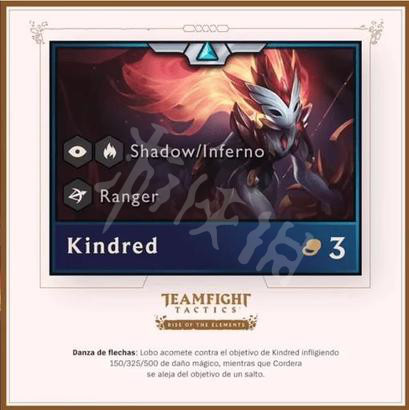 Shadow/Inferno
Ranger
Kindred
3
TEAMFIGHT
TACTICS
RISE OF THE ELEMENTS
Danza de flechas: Lobo acomete contra el objetivo de Kindred infligiendo
150/325/500 de daño mágico, mientras que Cordera
se aleja del objetivo de un salto.